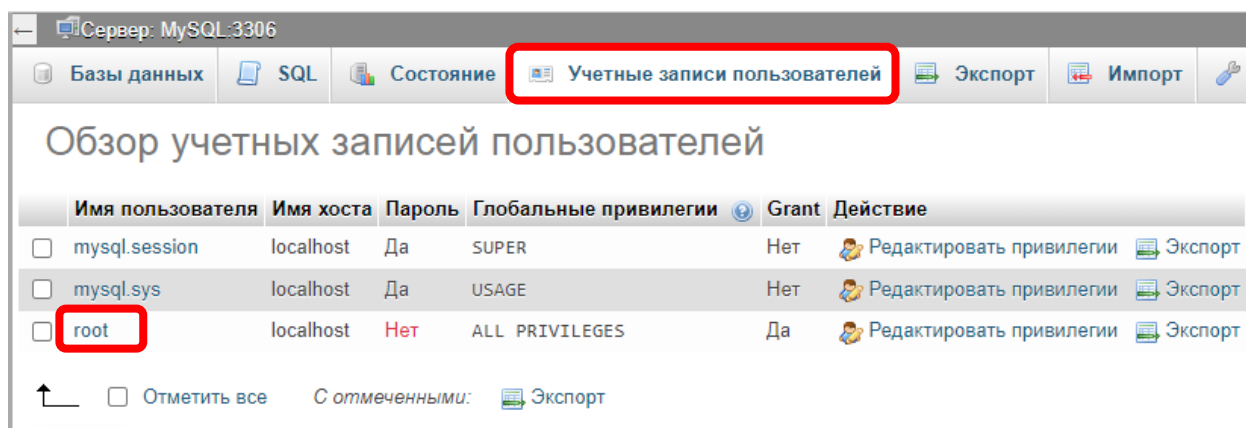 Сервер: MySQL:3306
Базы данных SQL Состояние Учетные записи пользователей Экспорт Импорт
Обзор учетных записей пользователей
Имя пользователя Имя хоста Пароль Глобальные привилегии Grant Действие
mysql.session localhost Да SUPER Нет Редактировать привилегии Экспорт
mysql.sys localhost Да USAGE Нет Редактировать привилегии Экспорт
root localhost Нет ALL PRIVILEGES Да Редактировать привилегии Экспорт
Отметить все С отмеченными: Экспорт